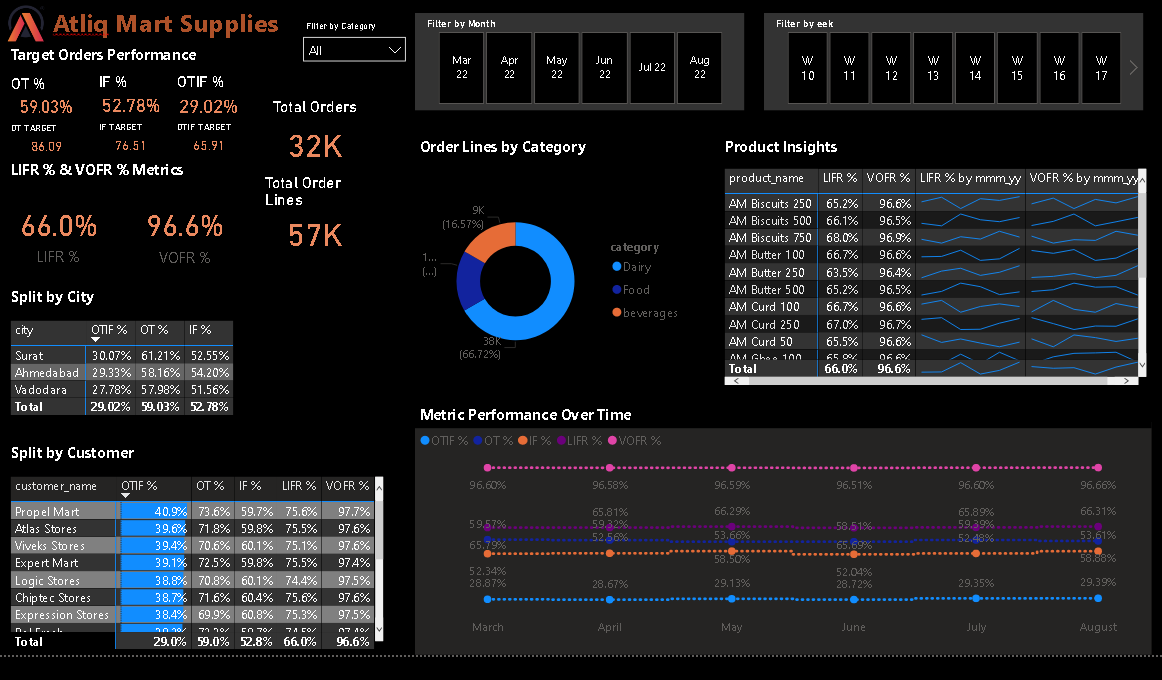 Atliq Mart Supplies
Filter by Category
All
Filter by Month
Mar 22
Apr 22
May 22
Jun 22
Jul 22
Aug 22
Filter by eek
W 10
W 11
W 12
W 13
W 14
W 15
W 16
W 17
Target Orders Performance
OT % IF % OTIF %
59.03% 52.78% 29.02%
OT TARGET IF TARGET OTIF TARGET
86.09 76.51 65.91
Total Orders
32K
Total Order
Lines
57K
LIFR % & VOFR % Metrics
66.0% 96.6%
LIFR % VOFR %
Order Lines by Category
9K
(16.57%)
1...
(...)
38K
(66.72%)
category
Dairy
Food
beverages
Product Insights
product_name LIFR % VOFR % LIFR % by mmm_yy VOFR % by mmm_yy
AM Biscuits 250 65.2% 96.6%
AM Biscuits 500 66.1% 96.5%
AM Biscuits 750 68.0% 96.9%
AM Butter 100 66.7% 96.6%
AM Butter 250 63.5% 96.4%
AM Butter 500 65.2% 96.5%
AM Curd 100 66.7% 96.6%
AM Curd 250 67.0% 96.7%
AM Curd 50 65.5% 96.6%
AM Ghee 100 65.9% 96.6%
Total 66.0% 96.6%
Split by City
city OTIF % OT % IF %
Surat 30.07% 61.21% 52.55%
Ahmedabad 29.33% 58.16% 54.20%
Vadodara 27.78% 57.98% 51.56%
Total 29.02% 59.03% 52.78%
Split by Customer
customer_name OTIF % OT % IF % LIFR % VOFR %
Propel Mart 40.9% 73.6% 59.7% 75.6% 97.7%
Atlas Stores 39.6% 71.8% 59.8% 75.5% 97.6%
Viveks Stores 39.4% 70.6% 60.1% 75.1% 97.6%
Expert Mart 39.1% 72.5% 59.8% 75.5% 97.4%
Logic Stores 38.8% 70.8% 60.1% 74.4% 97.5%
Chiptec Stores 38.7% 71.6% 60.4% 75.6% 97.6%
Expression Stores 38.4% 69.9% 60.8% 75.3% 97.5%
Total 29.0% 59.0% 52.8% 66.0% 96.6%
Metric Performance Over Time
OTIF % OT % IF % LIFR % VOFR %
96.60% 96.58% 96.59% 96.51% 96.60% 96.66%
65.81% 66.29% 65.89% 66.31%
59.57% 59.32% 58.51% 59.39%
52.56% 53.66% 52.48% 53.61%
65.79% 58.50% 65.69% 58.88%
52.34% 52.04%
28.87% 28.67% 29.13% 28.72% 29.35% 29.39%
March April May June July August